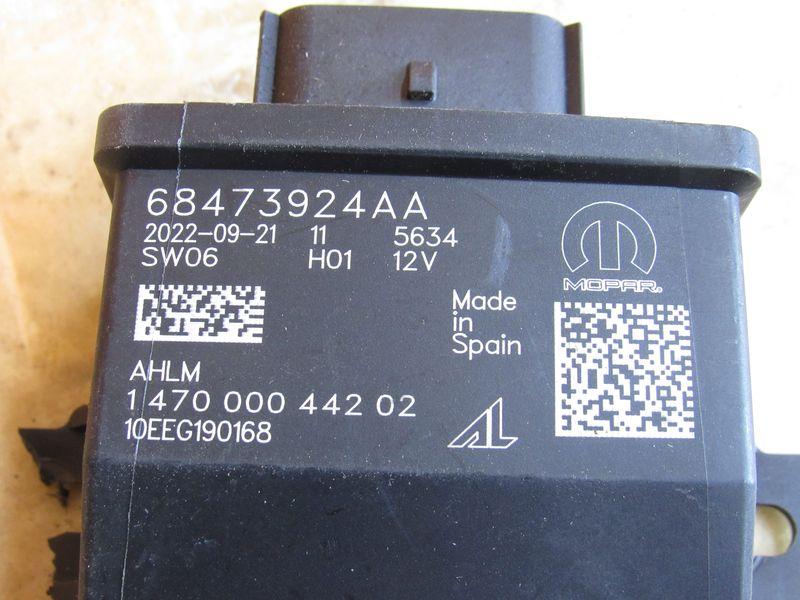 68473924AA
2022-09-21 11 5634
SW06 H01 12V
MOPAR®
Made
in
Spain
AHLM
1 470 000 442 02
10EEG190168
AL